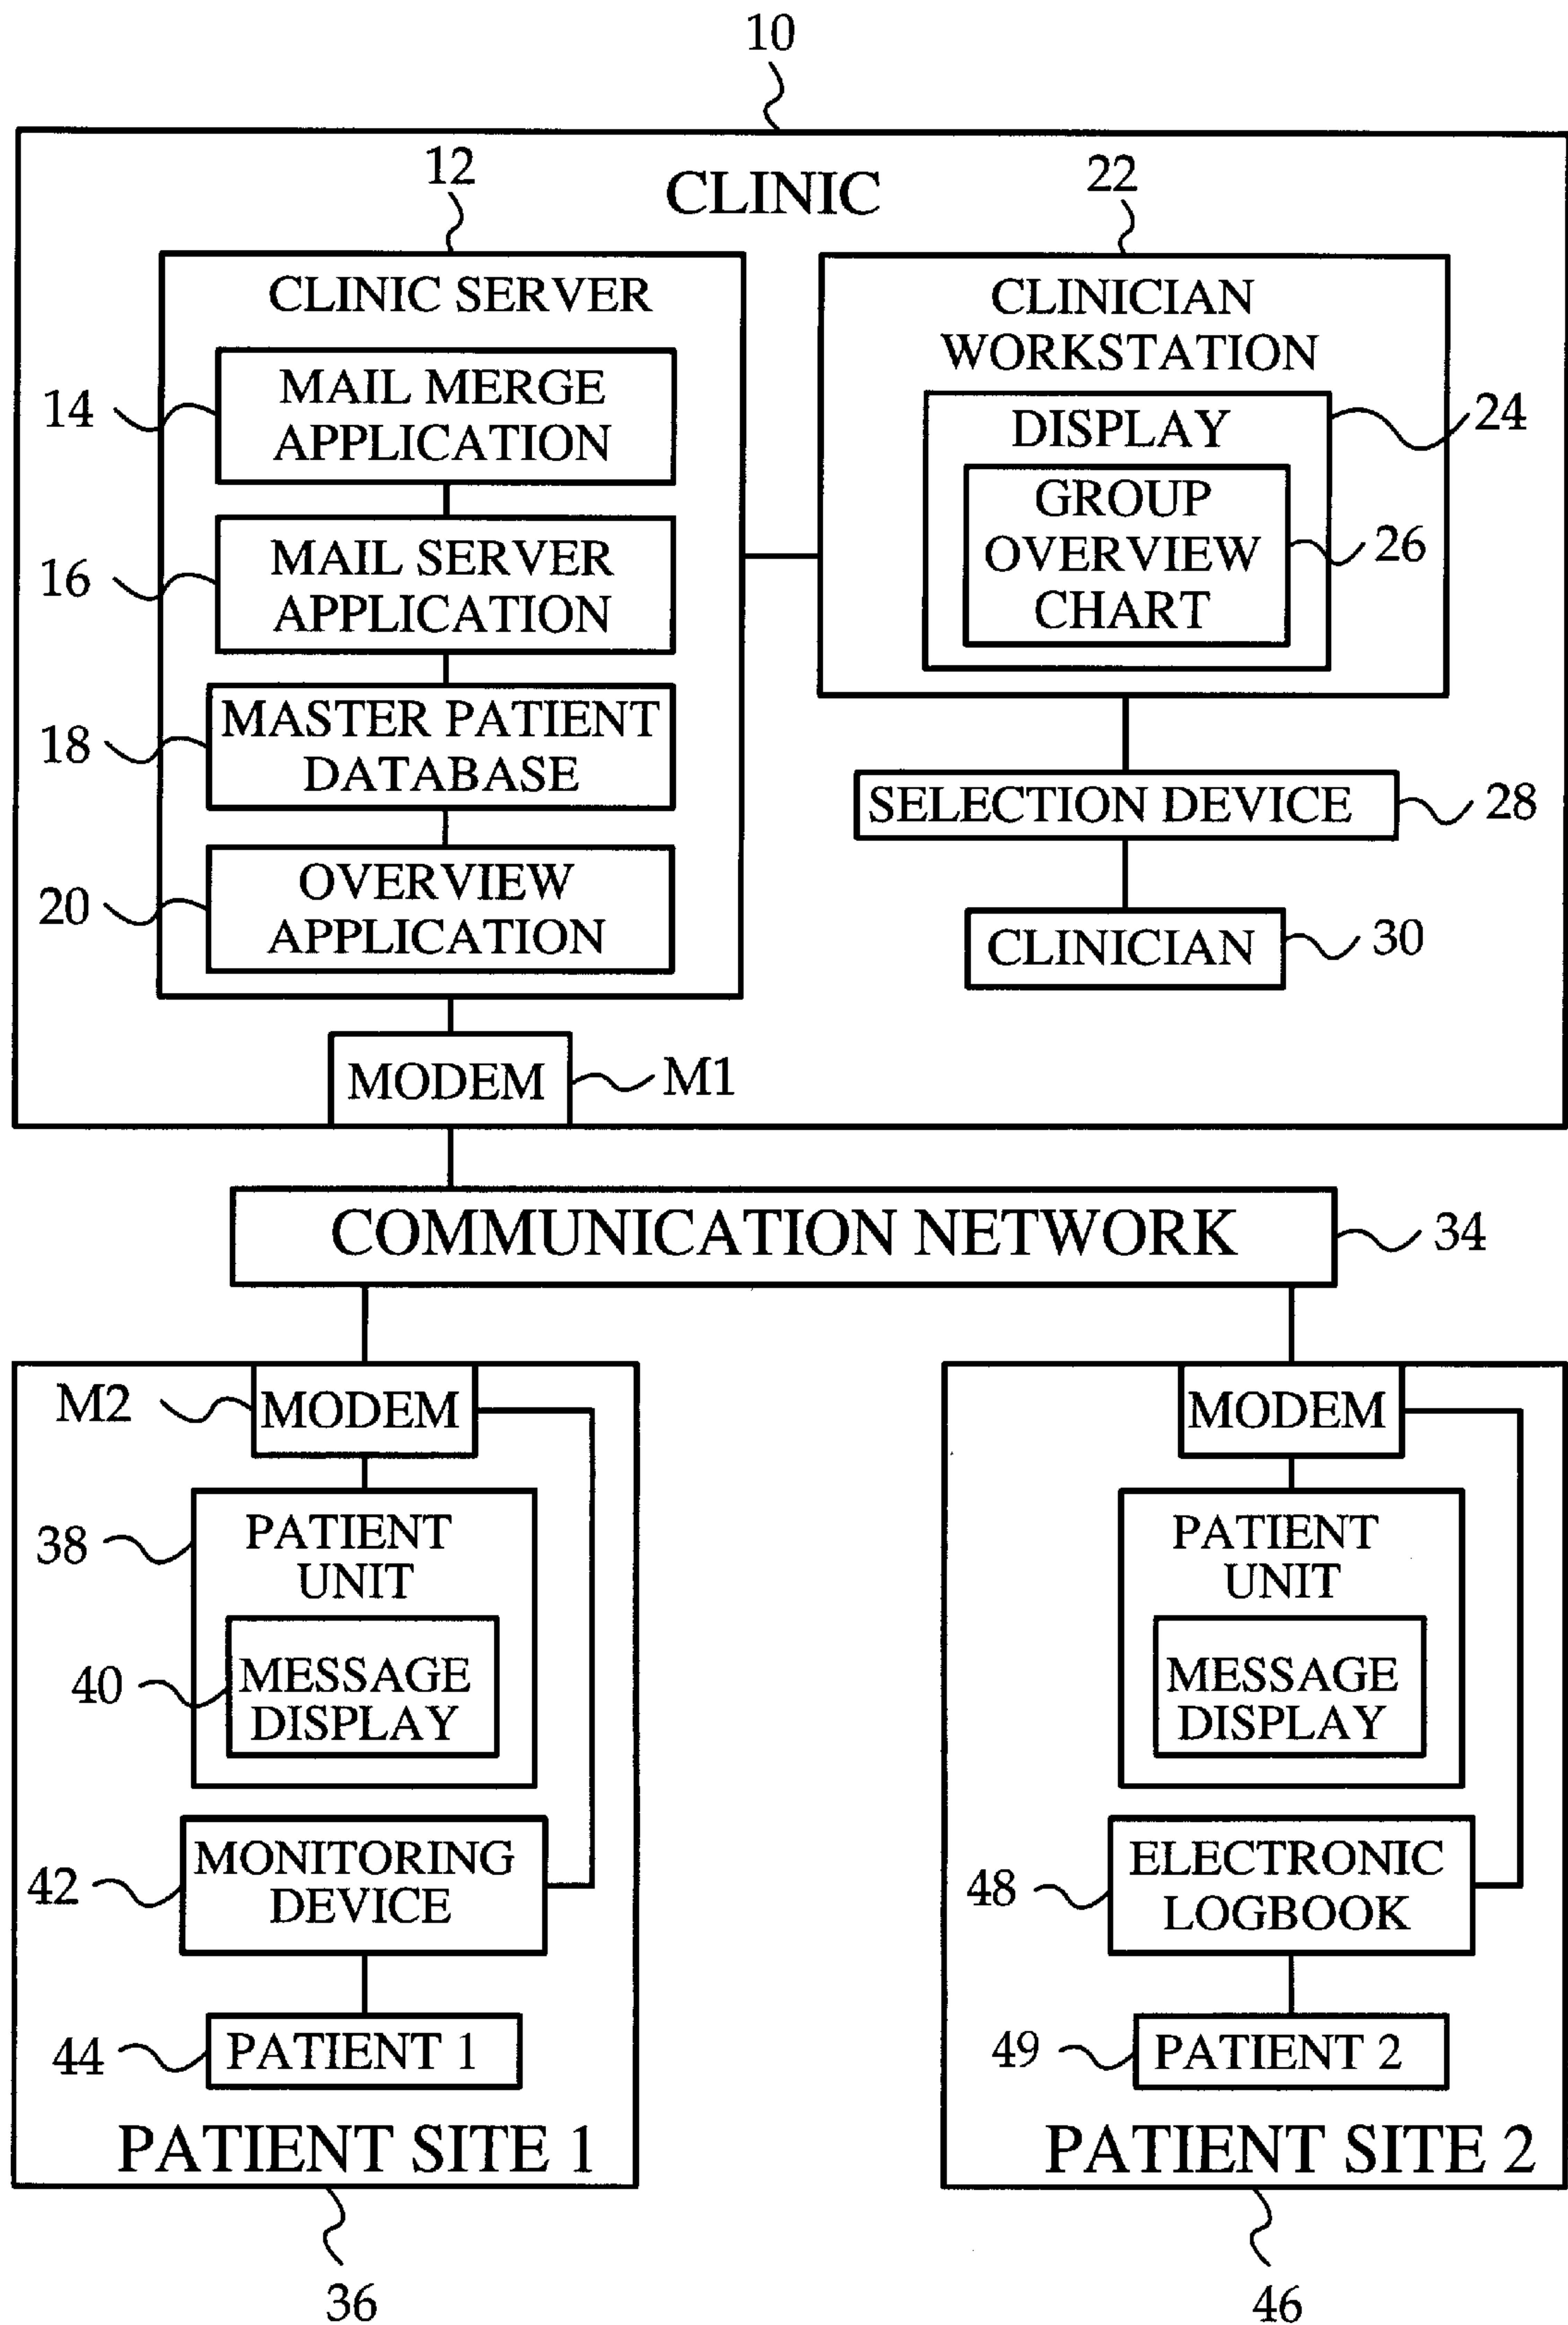 10
12
CLINIC
22
CLINIC SERVER
CLINICIAN
WORKSTATION
14
MAIL MERGE
APPLICATION
DISPLAY
24
GROUP
OVERVIEW
CHART
26
16
MAIL SERVER
APPLICATION
18
MASTER PATIENT
DATABASE
SELECTION DEVICE
28
20
OVERVIEW
APPLICATION
CLINICIAN
30
MODEM
M1
COMMUNICATION NETWORK
34
M2
MODEM
38
PATIENT
UNIT
40
MESSAGE
DISPLAY
42
MONITORING
DEVICE
44
PATIENT 1
PATIENT SITE 1
36
MODEM
PATIENT
UNIT
MESSAGE
DISPLAY
48
ELECTRONIC
LOGBOOK
49
PATIENT 2
PATIENT SITE 2
46